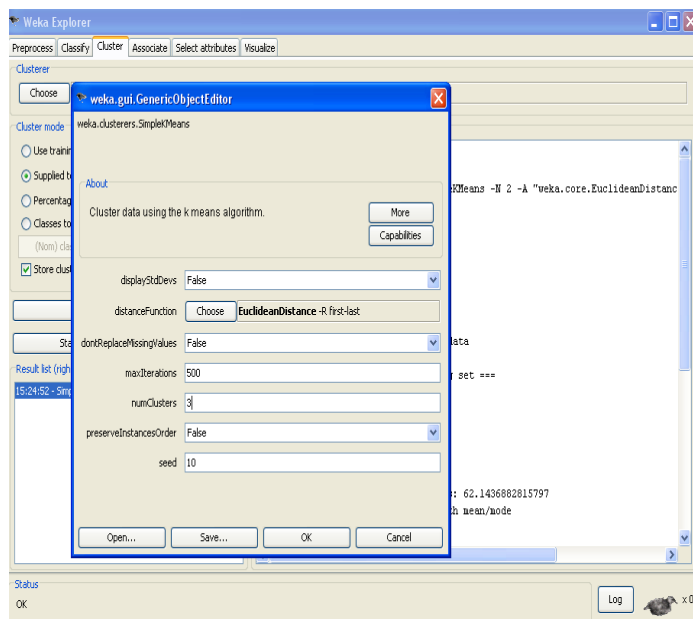 Weka Explorer
Preprocess Classify Cluster Associate Select attributes Visualize
Clusterer
Choose
weka.gui.GenericObjectEditor
Cluster mode
weka.clusterers.SimpleKMeans
Use trainin
Supplied t
Percentag
Classes to
(Nom) cla
Store clust
About
Cluster data using the k means algorithm.
More
Capabilities
KMeans -N 2 -A "weka.core.EuclideanDistanc
displayStdDevs False
distanceFunction Choose EuclideanDistance -R first-last
dontReplaceMissingValues False
maxIterations 500
numClusters 3
preserveInstancesOrder False
seed 10
Open... Save... OK Cancel
Sta
Result list (righ
15:24:52 - Simp
data
set ===
: 62.1436882815797
th mean/mode
Status
OK
Log
x 0